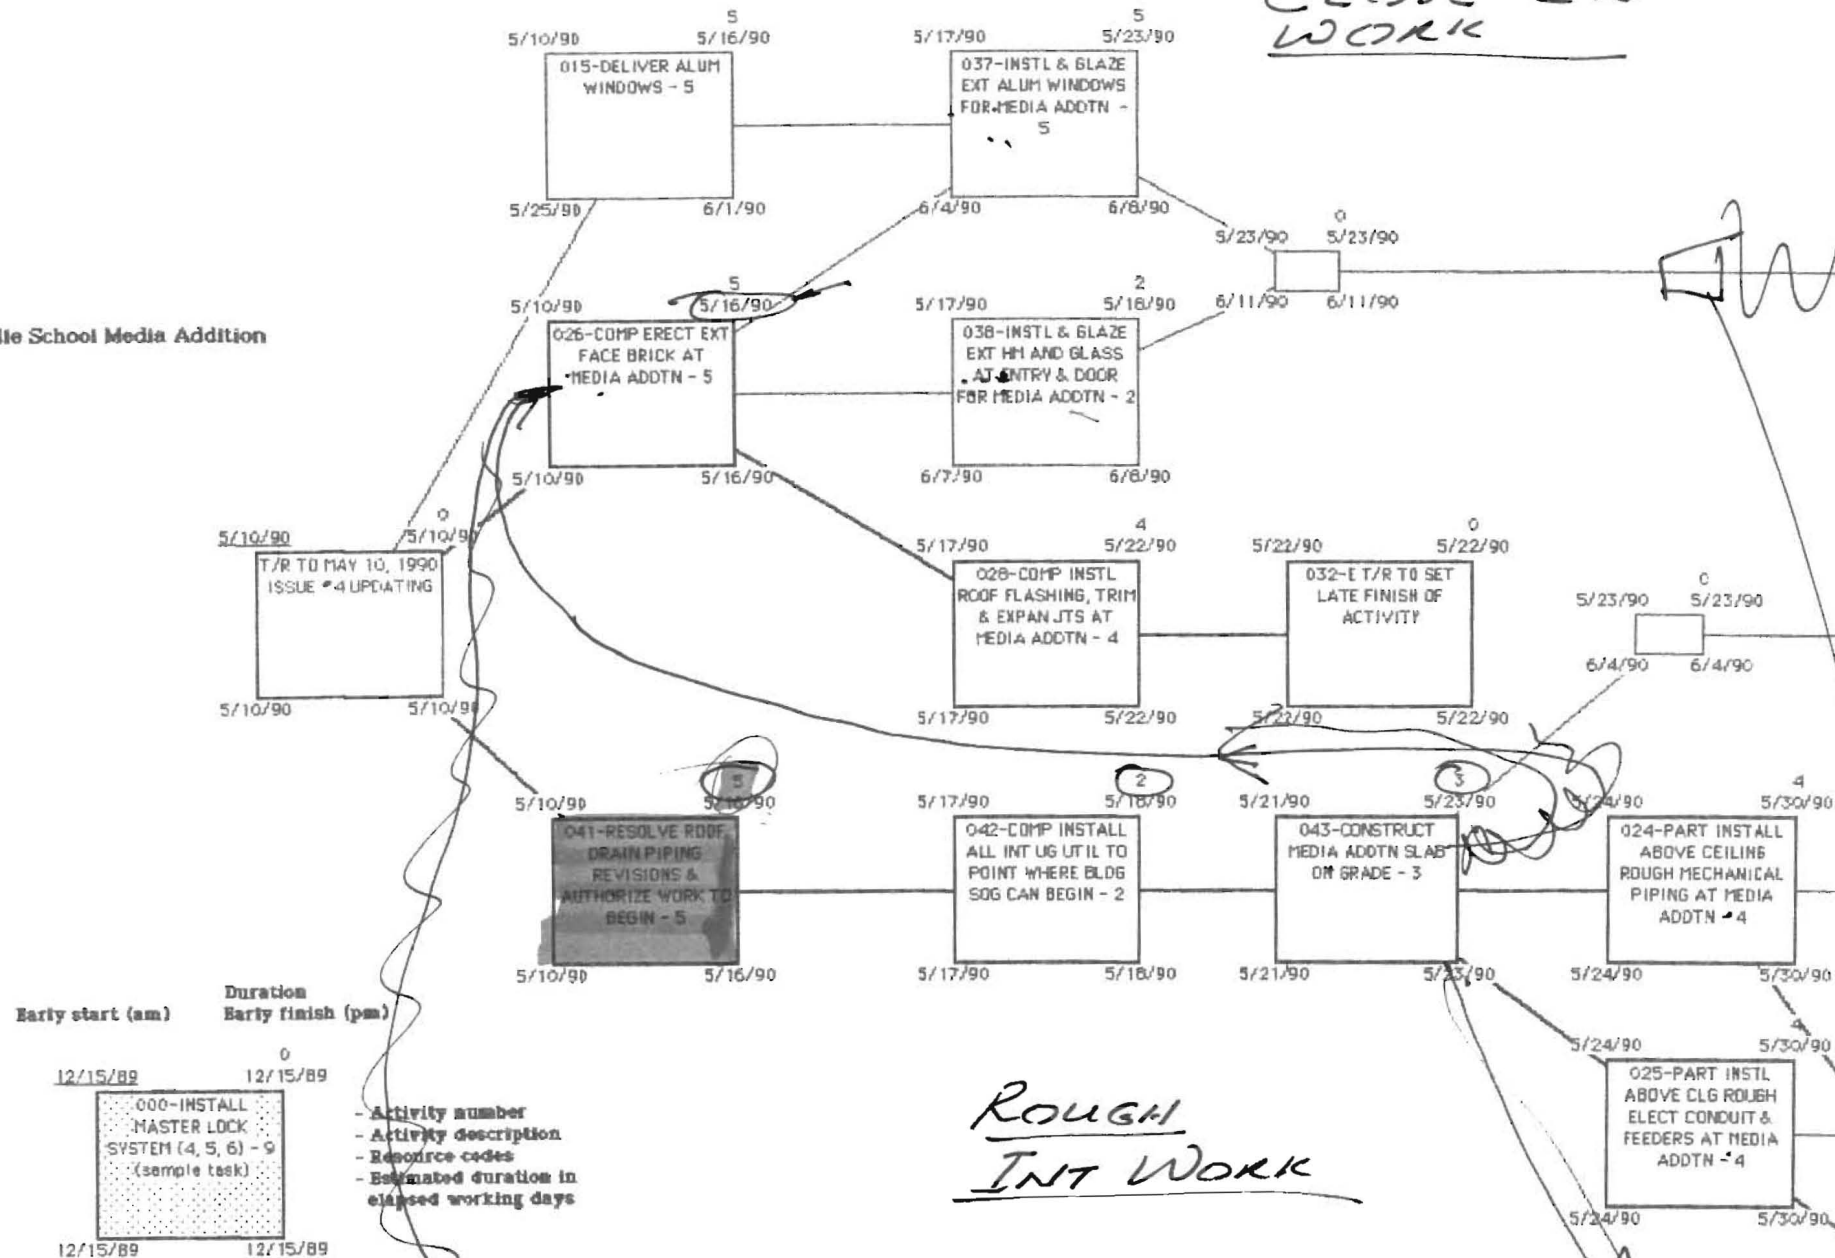 WORK
5
5/10/90 5/16/90
015-DELIVER ALUM
WINDOWS - 5
5/25/90 6/1/90
5
5/17/90 5/23/90
037-INSTL & GLAZE
EXT ALUM WINDOWS
FOR MEDIA ADDTN -
5
6/4/90 6/8/90
0
5/23/90 5/23/90
6/11/90 6/11/90
School Media Addition
5
5/10/90 5/16/90
026-COMP ERECT EXT
FACE BRICK AT
MEDIA ADDTN - 5
5/10/90 5/16/90
2
5/17/90 5/18/90
038-INSTL & GLAZE
EXT HM AND GLASS
AT ENTRY & DOOR
FOR MEDIA ADDTN - 2
6/7/90 6/8/90
0
5/10/90 5/10/90
T/R TO MAY 10, 1990
ISSUE #4 UPDATING
5/10/90 5/10/90
4
5/17/90 5/22/90
028-COMP INSTL
ROOF FLASHING, TRIM
& EXPAN JTS AT
MEDIA ADDTN - 4
5/17/90 5/22/90
0
5/22/90 5/22/90
032-E T/R TO SET
LATE FINISH OF
ACTIVITY
5/22/90 5/22/90
0
5/23/90 5/23/90
6/4/90 6/4/90
5
5/10/90 5/16/90
041-RESOLVE ROOF
DRAIN PIPING
REVISIONS &
AUTHORIZE WORK TO
BEGIN - 5
5/10/90 5/16/90
2
5/17/90 5/18/90
042-COMP INSTALL
ALL INT UG UTIL TO
POINT WHERE BLDG
SOG CAN BEGIN - 2
5/17/90 5/18/90
3
5/21/90 5/23/90
043-CONSTRUCT
MEDIA ADDTN SLAB
ON GRADE - 3
5/21/90 5/23/90
4
5/24/90 5/30/90
024-PART INSTALL
ABOVE CEILING
ROUGH MECHANICAL
PIPING AT MEDIA
ADDTN - 4
5/24/90 5/30/90
4
5/24/90 5/30/90
025-PART INSTL
ABOVE CLG ROUGH
ELECT CONDUIT &
FEEDERS AT MEDIA
ADDTN - 4
5/24/90 5/30/90
Duration
Early start (am) Early finish (pm)
0
12/15/89 12/15/89
000-INSTALL
MASTER LOCK
SYSTEM (4, 5, 6) - 9
(sample task)
12/15/89 12/15/89
- Activity number
- Activity description
- Resource codes
- Estimated duration in
elapsed working days
ROUGH
INT WORK